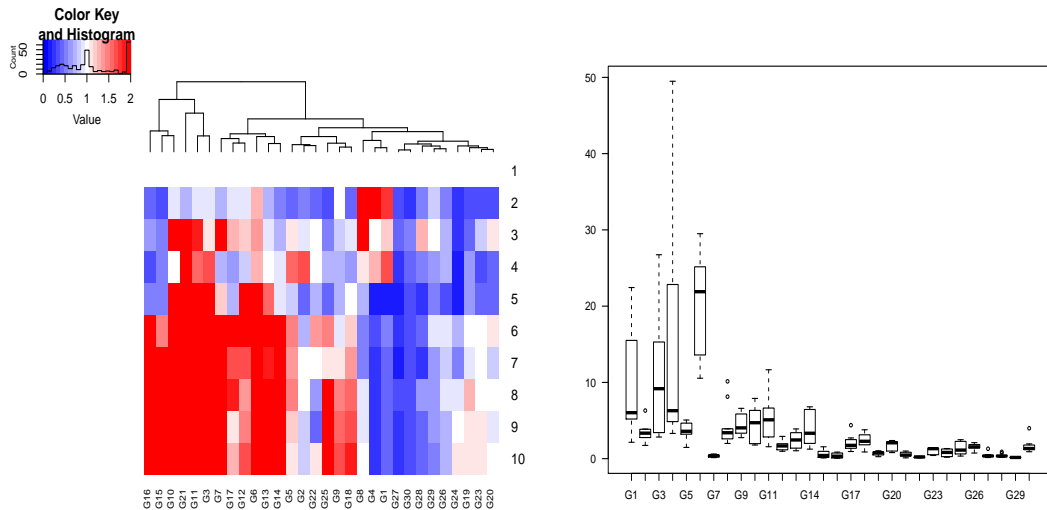 Color Key
and Histogram
Count
0 50
0 0.5 1 1.5 2
Value
1
2
3
4
5
6
7
8
9
10
G16 G15 G10 G21 G11 G3 G7 G17 G12 G6 G13 G14 G5 G2 G22 G25 G9 G18 G8 G4 G1 G27 G30 G28 G29 G26 G24 G19 G23 G20
50
40
30
20
10
0
G1 G3 G5 G7 G9 G11 G14 G17 G20 G23 G26 G29